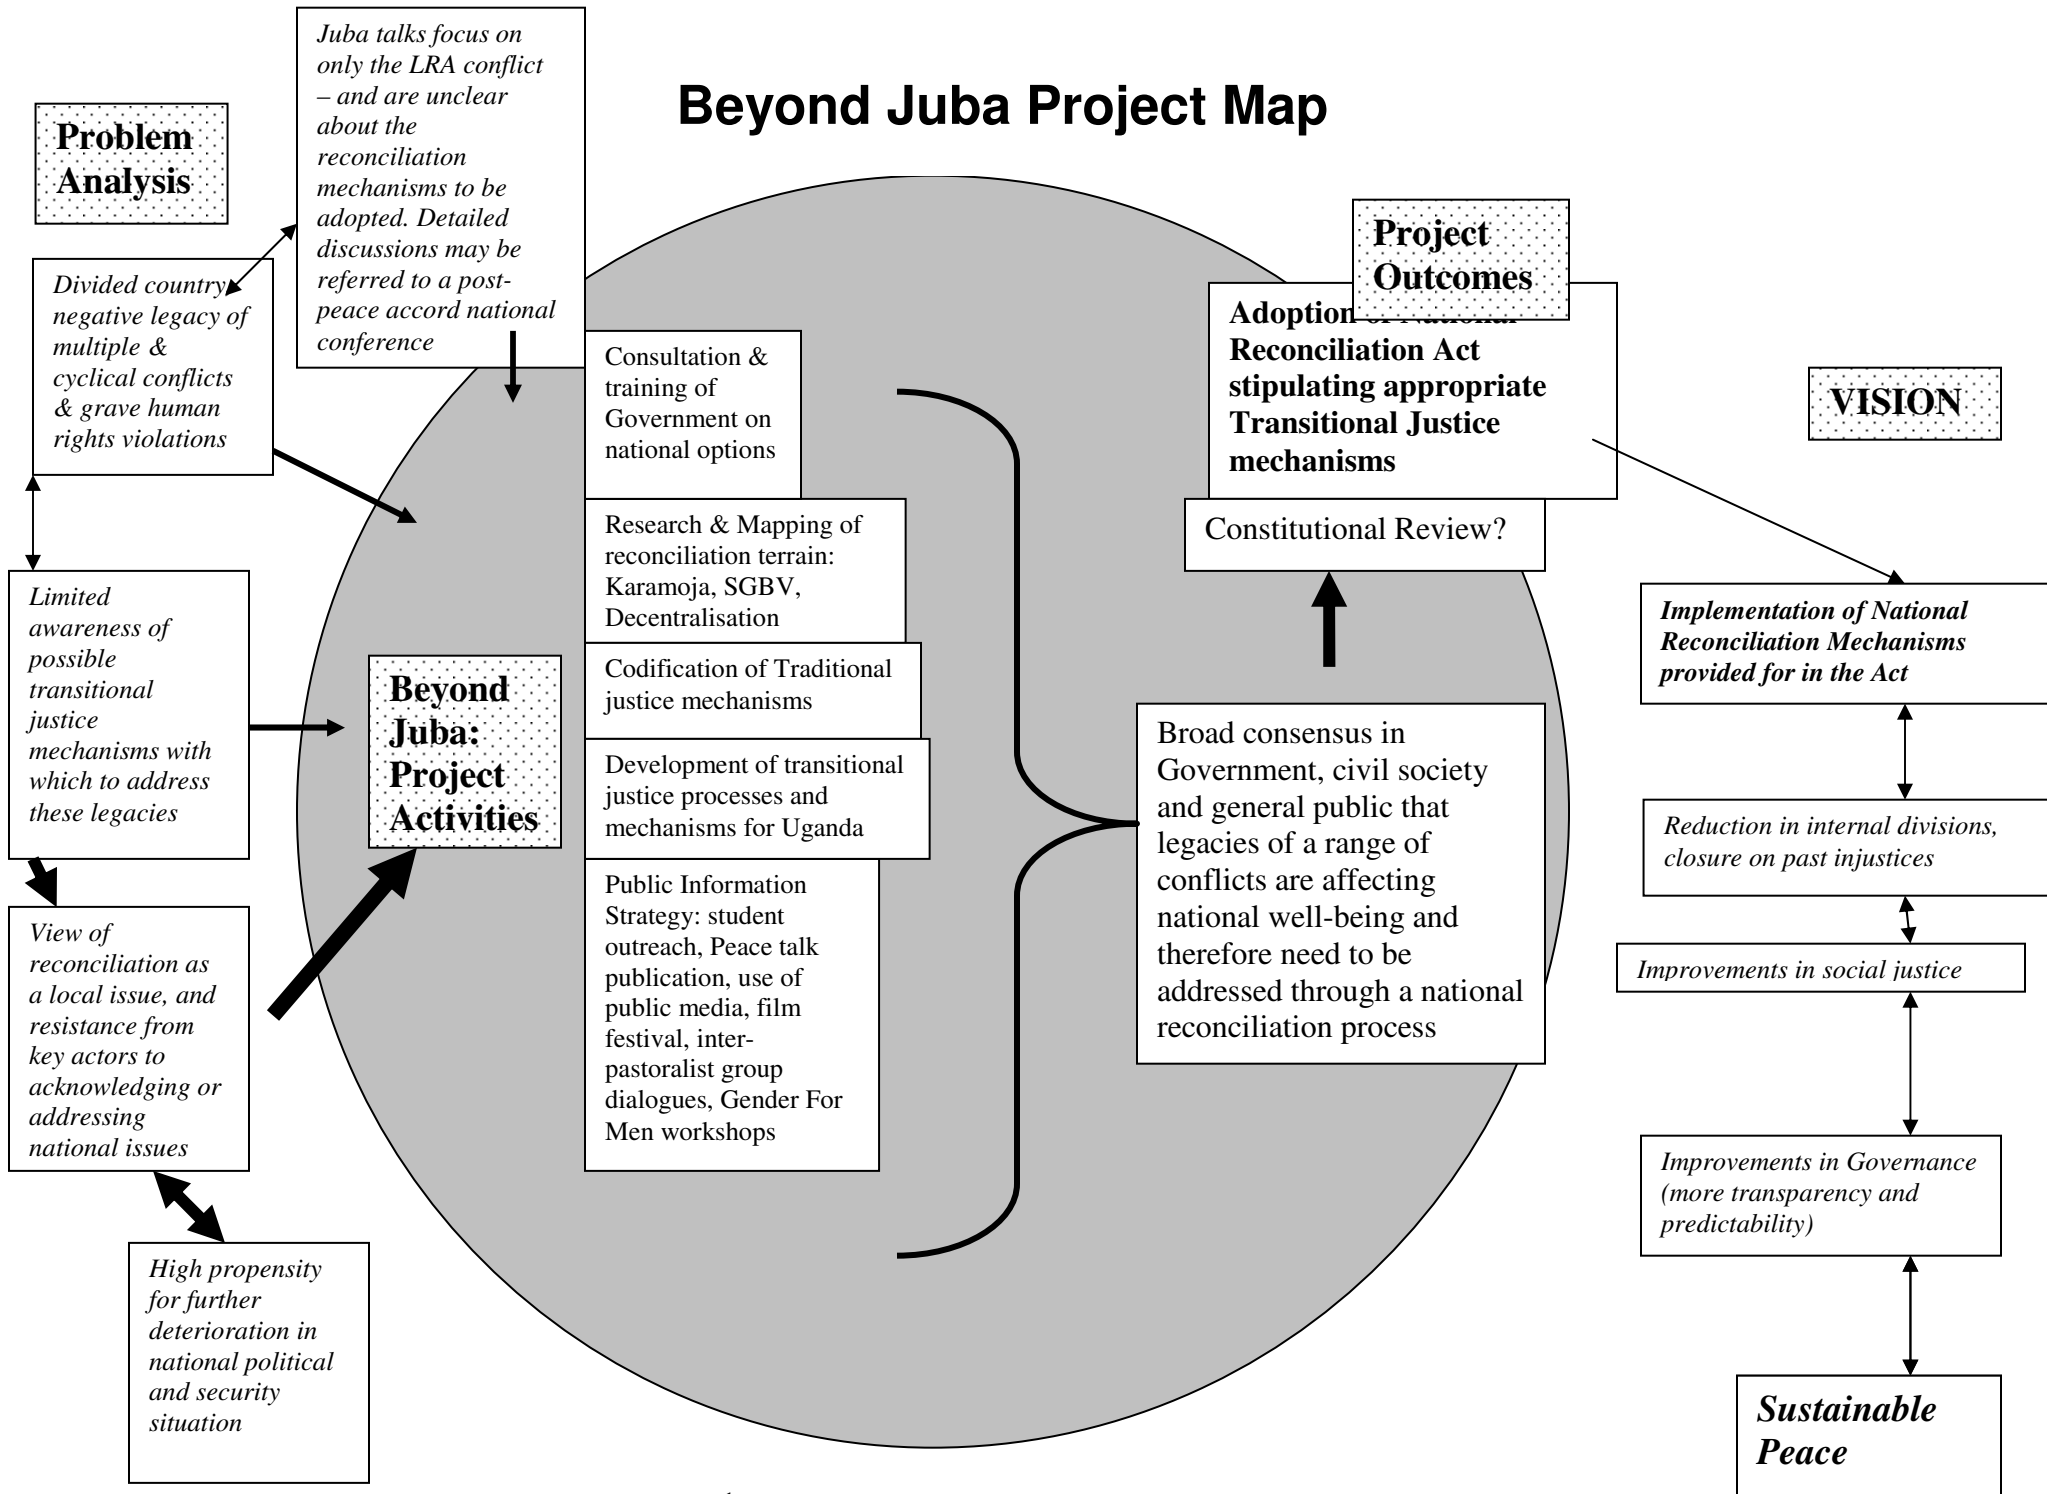 Beyond Juba Project Map
Problem
Analysis
Juba talks focus on
only the LRA conflict
– and are unclear
about the
reconciliation
mechanisms to be
adopted. Detailed
discussions may be
referred to a post-
peace accord national
conference
Divided country,
negative legacy of
multiple &
cyclical conflicts
& grave human
rights violations
Limited
awareness of
possible
transitional
justice
mechanisms with
which to address
these legacies
View of
reconciliation as
a local issue, and
resistance from
key actors to
acknowledging or
addressing
national issues
High propensity
for further
deterioration in
national political
and security
situation
Beyond
Juba:
Project
Activities
Consultation &
training of
Government on
national options
Research & Mapping of
reconciliation terrain:
Karamoja, SGBV,
Decentralisation
Codification of Traditional
justice mechanisms
Development of transitional
justice processes and
mechanisms for Uganda
Public Information
Strategy: student
outreach, Peace talk
publication, use of
public media, film
festival, inter-
pastoralist group
dialogues, Gender For
Men workshops
Project
Outcomes
Adoption of National
Reconciliation Act
stipulating appropriate
Transitional Justice
mechanisms
Constitutional Review?
Broad consensus in
Government, civil society
and general public that
legacies of a range of
conflicts are affecting
national well-being and
therefore need to be
addressed through a national
reconciliation process
VISION
Implementation of National
Reconciliation Mechanisms
provided for in the Act
Reduction in internal divisions,
closure on past injustices
Improvements in social justice
Improvements in Governance
(more transparency and
predictability)
Sustainable
Peace